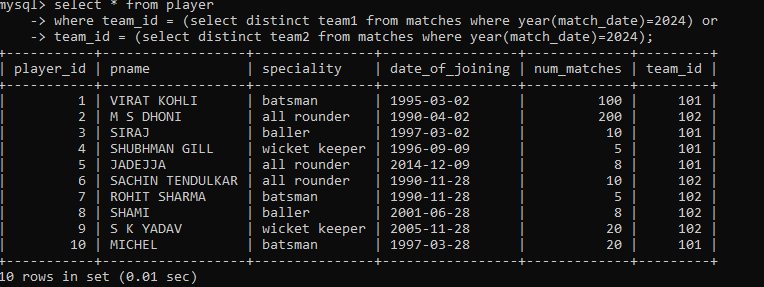 mysql> select * from player
    -> where team_id = (select distinct team1 from matches where year(match_date)=2024) or
    -> team_id = (select distinct team2 from matches where year(match_date)=2024);
+-----------+------------------+---------------+-----------------+-------------+---------+
| player_id | pname            | speciality    | date_of_joining | num_matches | team_id |
+-----------+------------------+---------------+-----------------+-------------+---------+
|         1 | VIRAT KOHLI      | batsman       | 1995-03-02      |         100 |     101 |
|         2 | M S DHONI        | all rounder   | 1990-04-02      |         200 |     102 |
|         3 | SIRAJ            | baller        | 1997-03-02      |          10 |     101 |
|         4 | SHUBHMAN GILL    | wicket keeper | 1996-09-09      |           5 |     101 |
|         5 | JADEJJA          | all rounder   | 2014-12-09      |           8 |     101 |
|         6 | SACHIN TENDULKAR | all rounder   | 1990-11-28      |          10 |     102 |
|         7 | ROHIT SHARMA     | batsman       | 1990-11-28      |           5 |     102 |
|         8 | SHAMI            | baller        | 2001-06-28      |           8 |     102 |
|         9 | S K YADAV        | wicket keeper | 2005-11-28      |          20 |     102 |
|        10 | MICHEL           | batsman       | 1997-03-28      |          20 |     101 |
+-----------+------------------+---------------+-----------------+-------------+---------+
10 rows in set (0.01 sec)